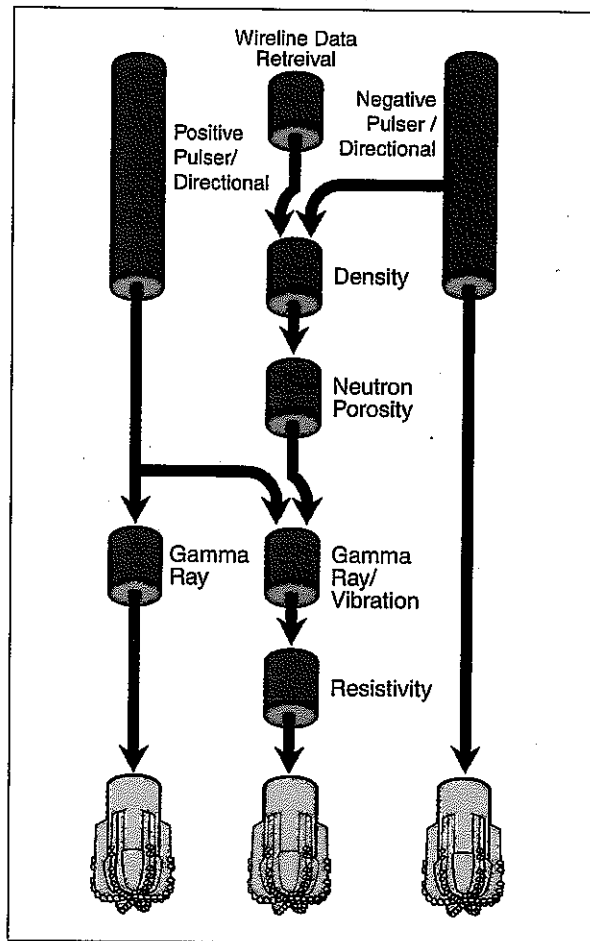 Wireline Data
Retreival
Positive
Pulser/
Directional
Negative
Pulser /
Directional
Density
Neutron
Porosity
Gamma
Ray
Gamma
Ray/
Vibration
Resistivity